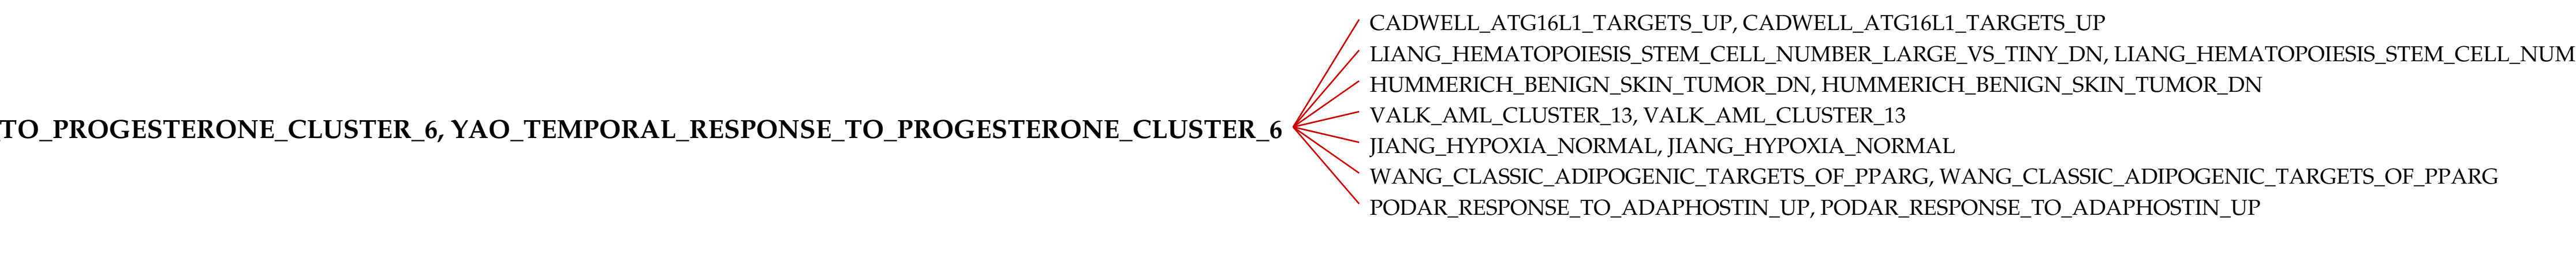 CADWELL_ATG16L1_TARGETS_UP, CADWELL_ATG16L1_TARGETS_UP
LIANG_HEMATOPOIESIS_STEM_CELL_NUMBER_LARGE_VS_TINY_DN, LIANG_HEMATOPOIESIS_STEM_CELL_NUM
HUMMERICH_BENIGN_SKIN_TUMOR_DN, HUMMERICH_BENIGN_SKIN_TUMOR_DN
VALK_AML_CLUSTER_13, VALK_AML_CLUSTER_13
TO_PROGESTERONE_CLUSTER_6, YAO_TEMPORAL_RESPONSE_TO_PROGESTERONE_CLUSTER_6
JIANG_HYPOXIA_NORMAL, JIANG_HYPOXIA_NORMAL
WANG_CLASSIC_ADIPOGENIC_TARGETS_OF_PPARG, WANG_CLASSIC_ADIPOGENIC_TARGETS_OF_PPARG
PODAR_RESPONSE_TO_ADAPHOSTIN_UP, PODAR_RESPONSE_TO_ADAPHOSTIN_UP